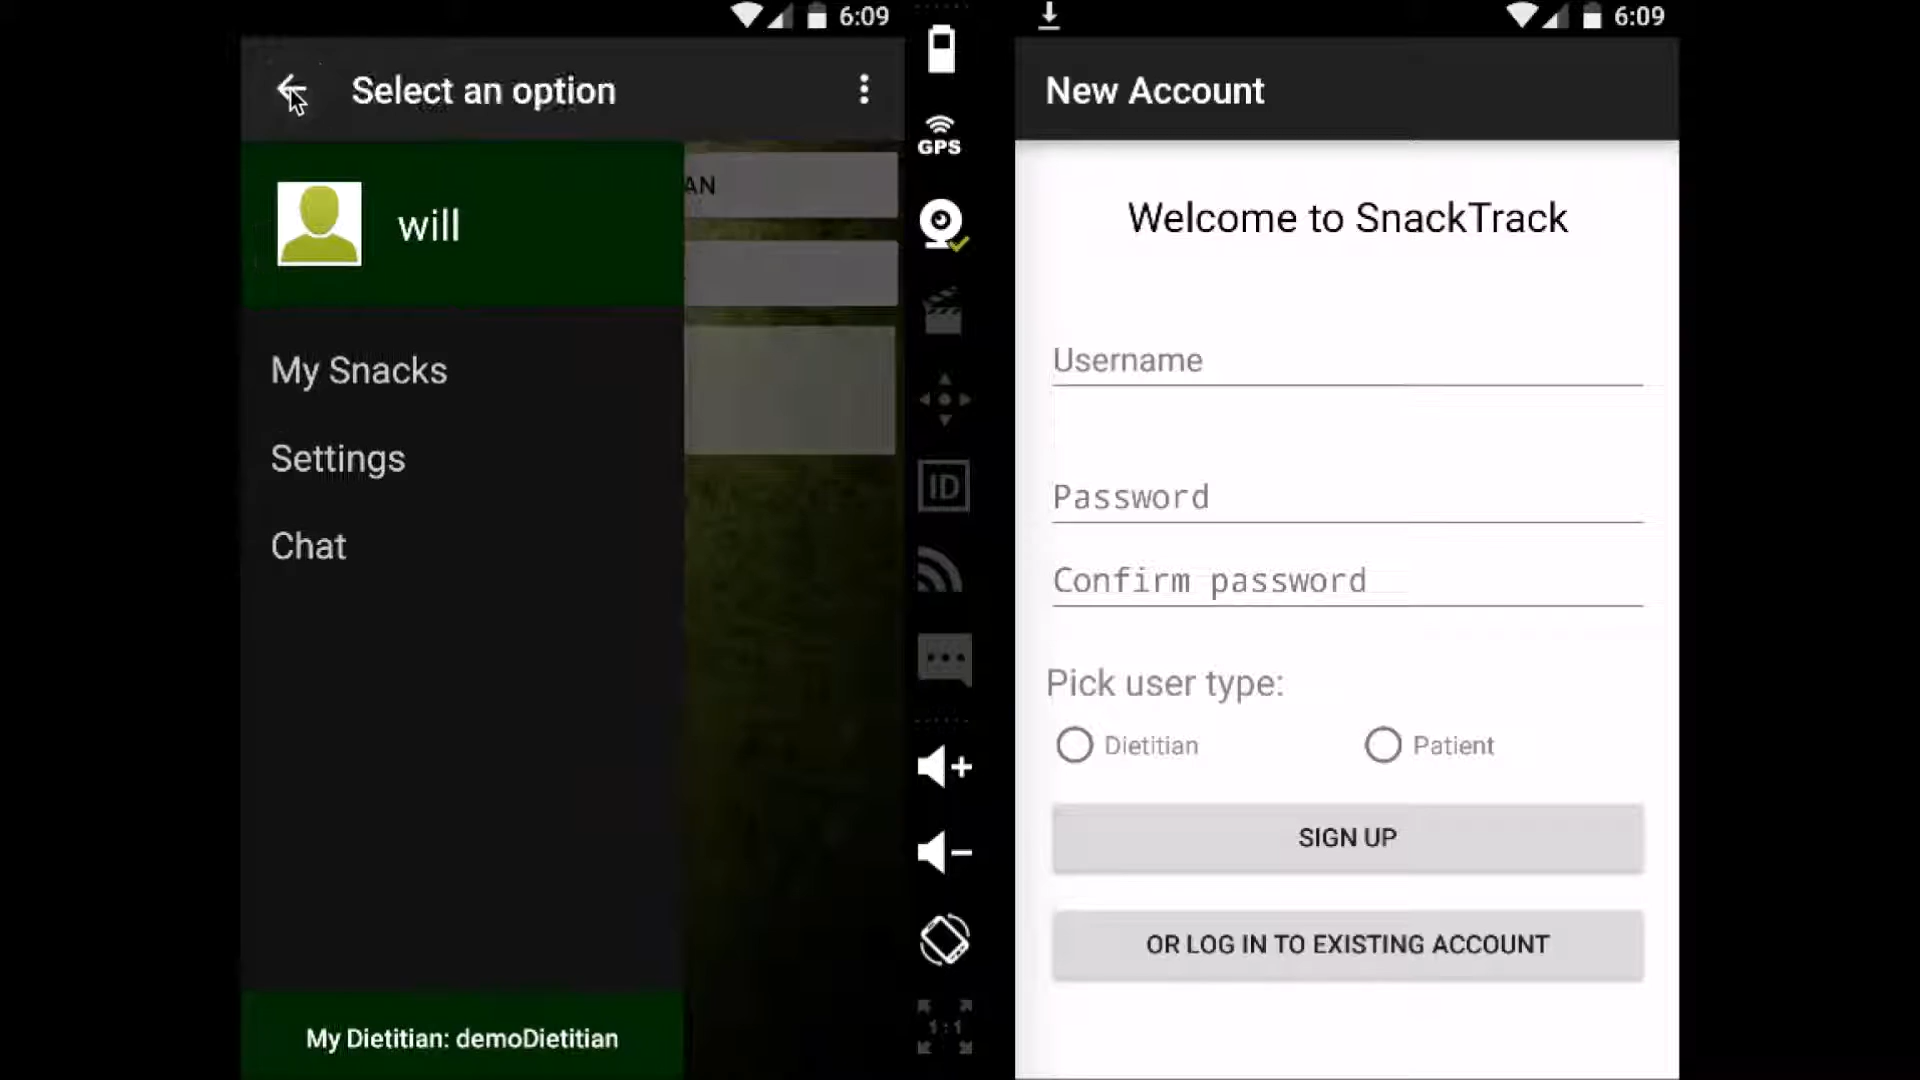 6:09
Select an option
AN
will
My Snacks
Settings
Chat
My Dietitian: demoDietitian
GPS
ID
1:1
6:09
New Account
Welcome to SnackTrack
Username
Password
Confirm password
Pick user type:
Dietitian
Patient
SIGN UP
OR LOG IN TO EXISTING ACCOUNT